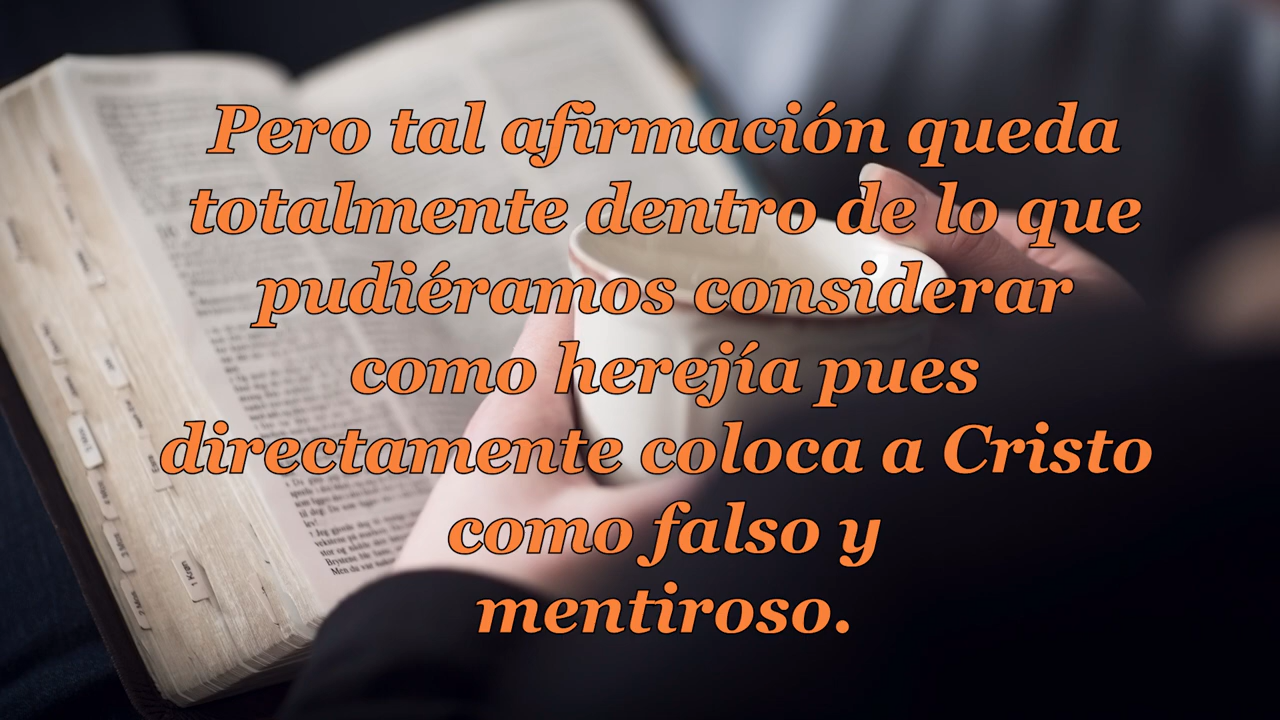 Pero tal afirmación queda
totalmente dentro de lo que
pudiéramos considerar
como herejía pues
directamente coloca a Cristo
como falso y
mentiroso.